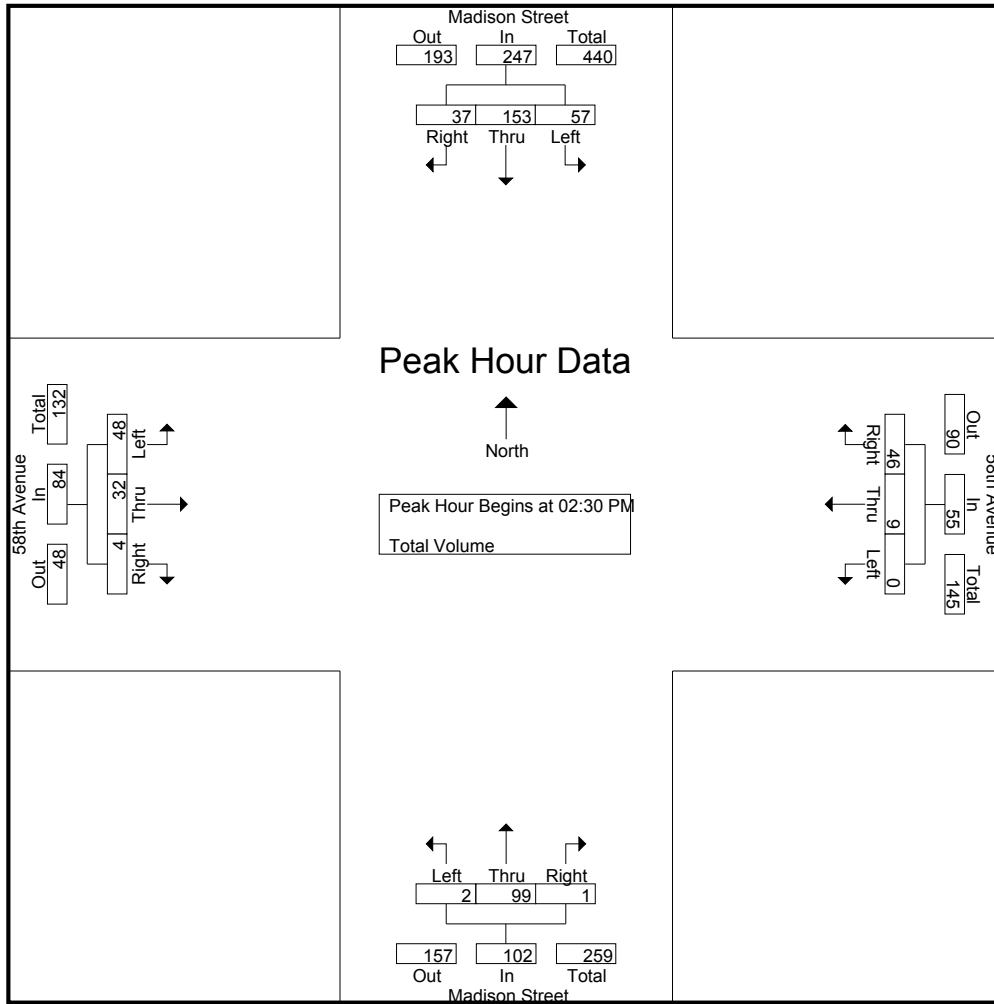 Madison Street
Out In Total
193 247 440
37 153 57
Right Thru Left
Peak Hour Data
North
Peak Hour Begins at 02:30 PM
Total Volume
58th Avenue
Total In Out
132 84 48
48 32 4
Left Thru Right
58th Avenue
Out In Total
90 55 145
46 9 0
Right Thru Left
Left Thru Right
2 99 1
157 102 259
Out In Total
Madison Street